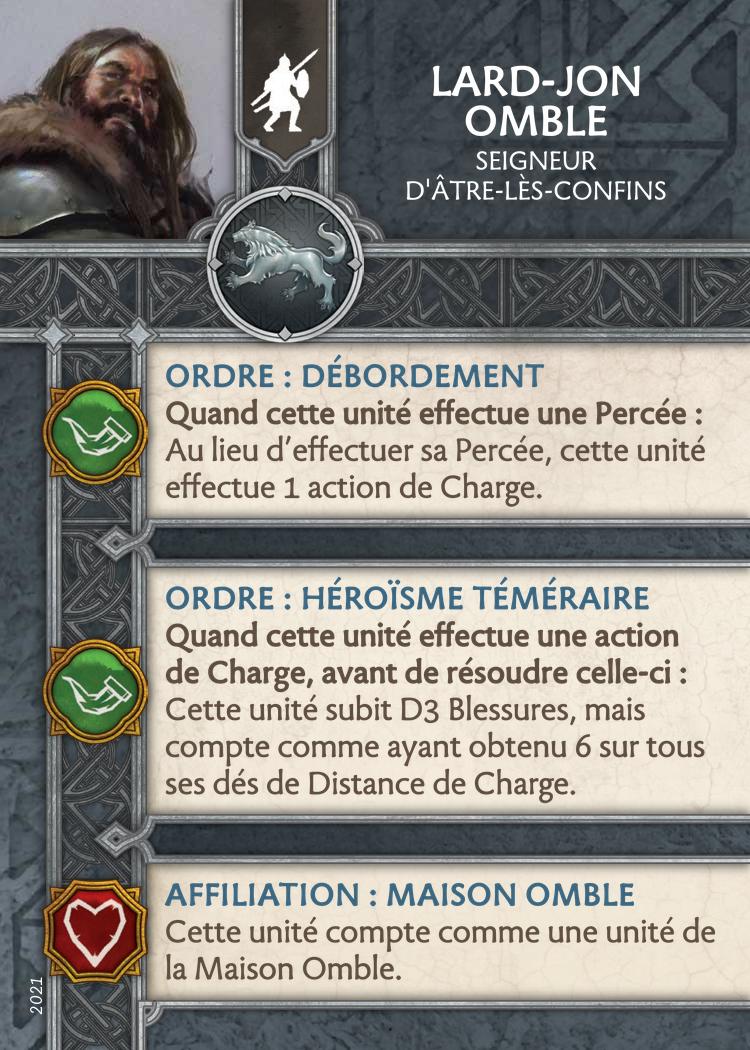 LARD-JON
OMBLE
SEIGNEUR
D'ÂTRE-LÈS-CONFINS
ORDRE : DÉBORDEMENT
Quand cette unité effectue une Percée :
Au lieu d’effectuer sa Percée, cette unité
effectue 1 action de Charge.
ORDRE : HÉROÏSME TÉMÉRAIRE
Quand cette unité effectue une action
de Charge, avant de résoudre celle-ci :
Cette unité subit D3 Blessures, mais
compte comme ayant obtenu 6 sur tous
ses dés de Distance de Charge.
AFFILIATION : MAISON OMBLE
Cette unité compte comme une unité de
la Maison Omble.
2021